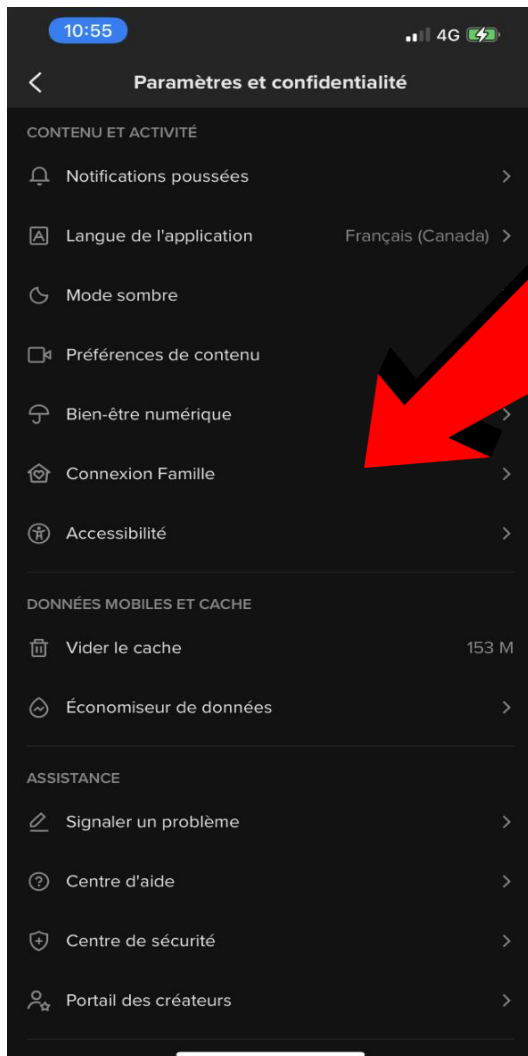 10:55
4G
Paramètres et confidentialité
CONTENU ET ACTIVITÉ
Notifications poussées
Langue de l'application Français (Canada)
Mode sombre
Préférences de contenu
Bien-être numérique
Connexion Famille
Accessibilité
DONNÉES MOBILES ET CACHE
Vider le cache 153 M
Économiseur de données
ASSISTANCE
Signaler un problème
Centre d'aide
Centre de sécurité
Portail des créateurs